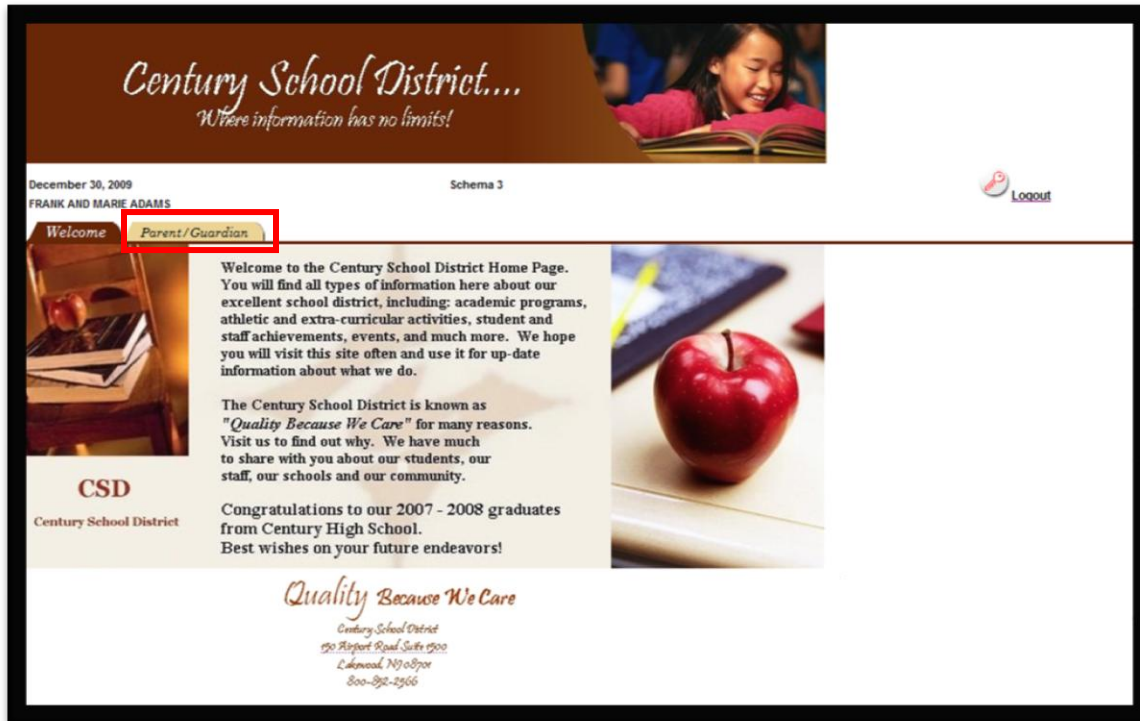 Century School District....
Where information has no limits!
December 30, 2009
Schema 3
Logout
FRANK AND MARIE ADAMS
Welcome
Parent/Guardian
Welcome to the Century School District Home Page.
You will find all types of information here about our
excellent school district, including: academic programs,
athletic and extra-curricular activities, student and
staff achievements, events, and much more. We hope
you will visit this site often and use it for up-date
information about what we do.
The Century School District is known as
"Quality Because We Care" for many reasons.
Visit us to find out why. We have much
to share with you about our students, our
staff, our schools and our community.
Congratulations to our 2007 - 2008 graduates
from Century High School.
Best wishes on your future endeavors!
CSD
Century School District
Quality Because We Care
Century School District
150 Airport Road Suite 1500
Lakewood, NJ 08701
800-852-2566